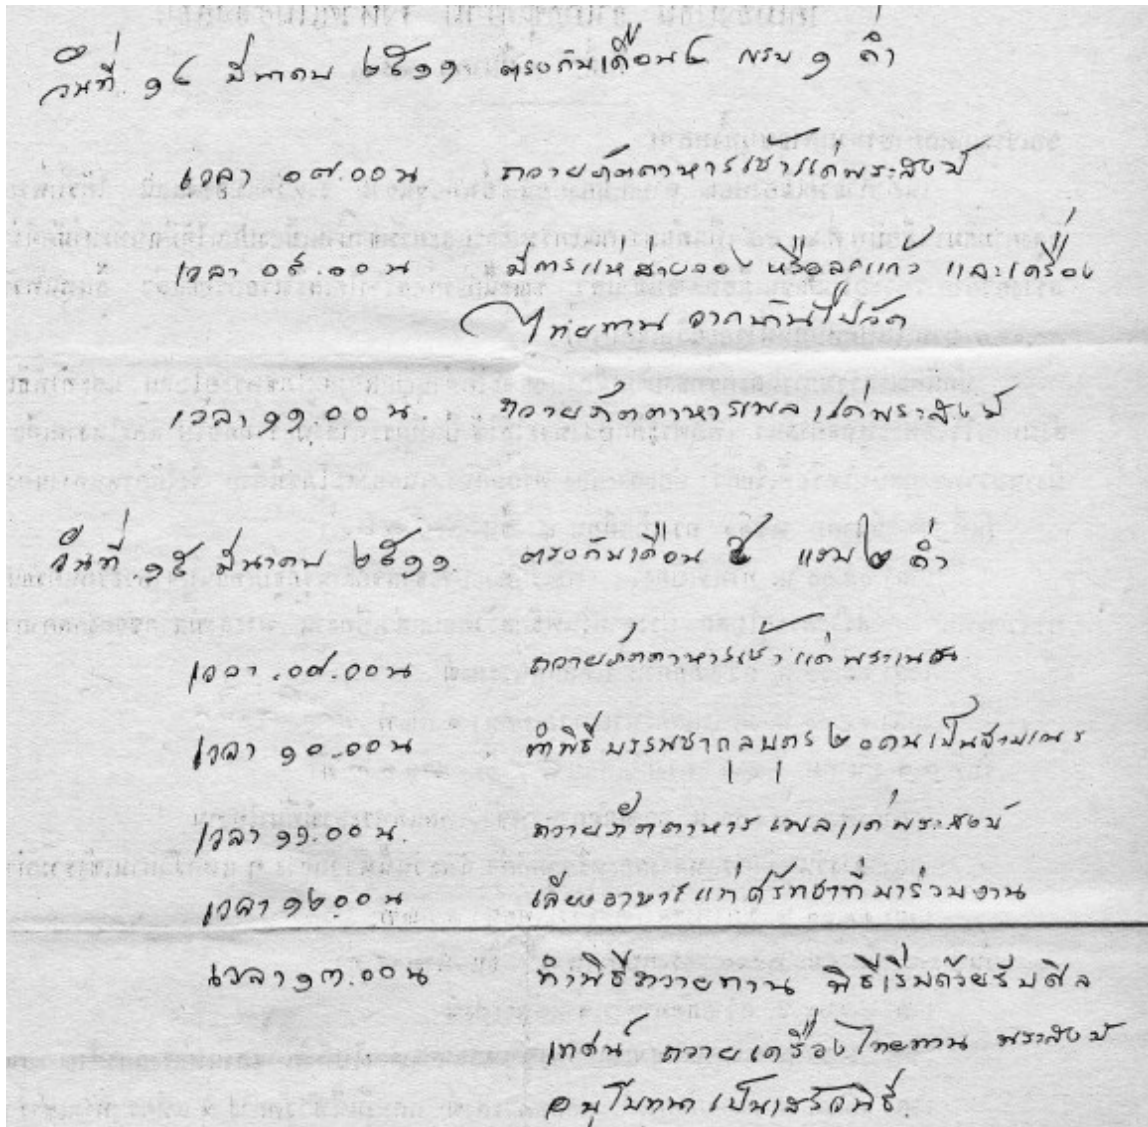 วันที่ ๑๔ มีนาคม ๒๕๑๑ ตรงกันเดือน ๔ แรม ๑ ค่ำ
เวลา ๐๗.๐๐ น ถวายภัตตาหารเช้าแด่พระสงฆ์
เวลา ๐๙.๐๐ น มีการแห่ส่างลอง หรือลูกแก้ว และเครื่อง
ไทยทาน จากบ้านไปวัด
เวลา ๑๑.๐๐ น. ถวายภัตตาหารเพลแด่พระสงฆ์
วันที่ ๑๕ มีนาคม ๒๕๑๑. ตรงกันเดือน ๔ แรม ๒ ค่ำ
เวลา .๐๗.๐๐ น ถวายภัตตาหารเช้าแด่พระเณร
เวลา ๑๐.๐๐ น ทำพิธีบรรพชากุลบุตร ๒๐ คนเป็นสามเณร
เวลา ๑๑.๐๐ น. ถวายภัตตาหารเพลแด่พระสงฆ์
เวลา ๑๒.๐๐ น เลี้ยงอาหารแก่ศรัทธาที่มาร่วมงาน
เวลา ๑๓.๐๐ น ทำพิธีถวายทาน พิธีเริ่มด้วยรับศีล
เทศน์ ถวายเครื่องไทยทาน พระสงฆ์
อนุโมทนา เป็นเสร็จพิธี.